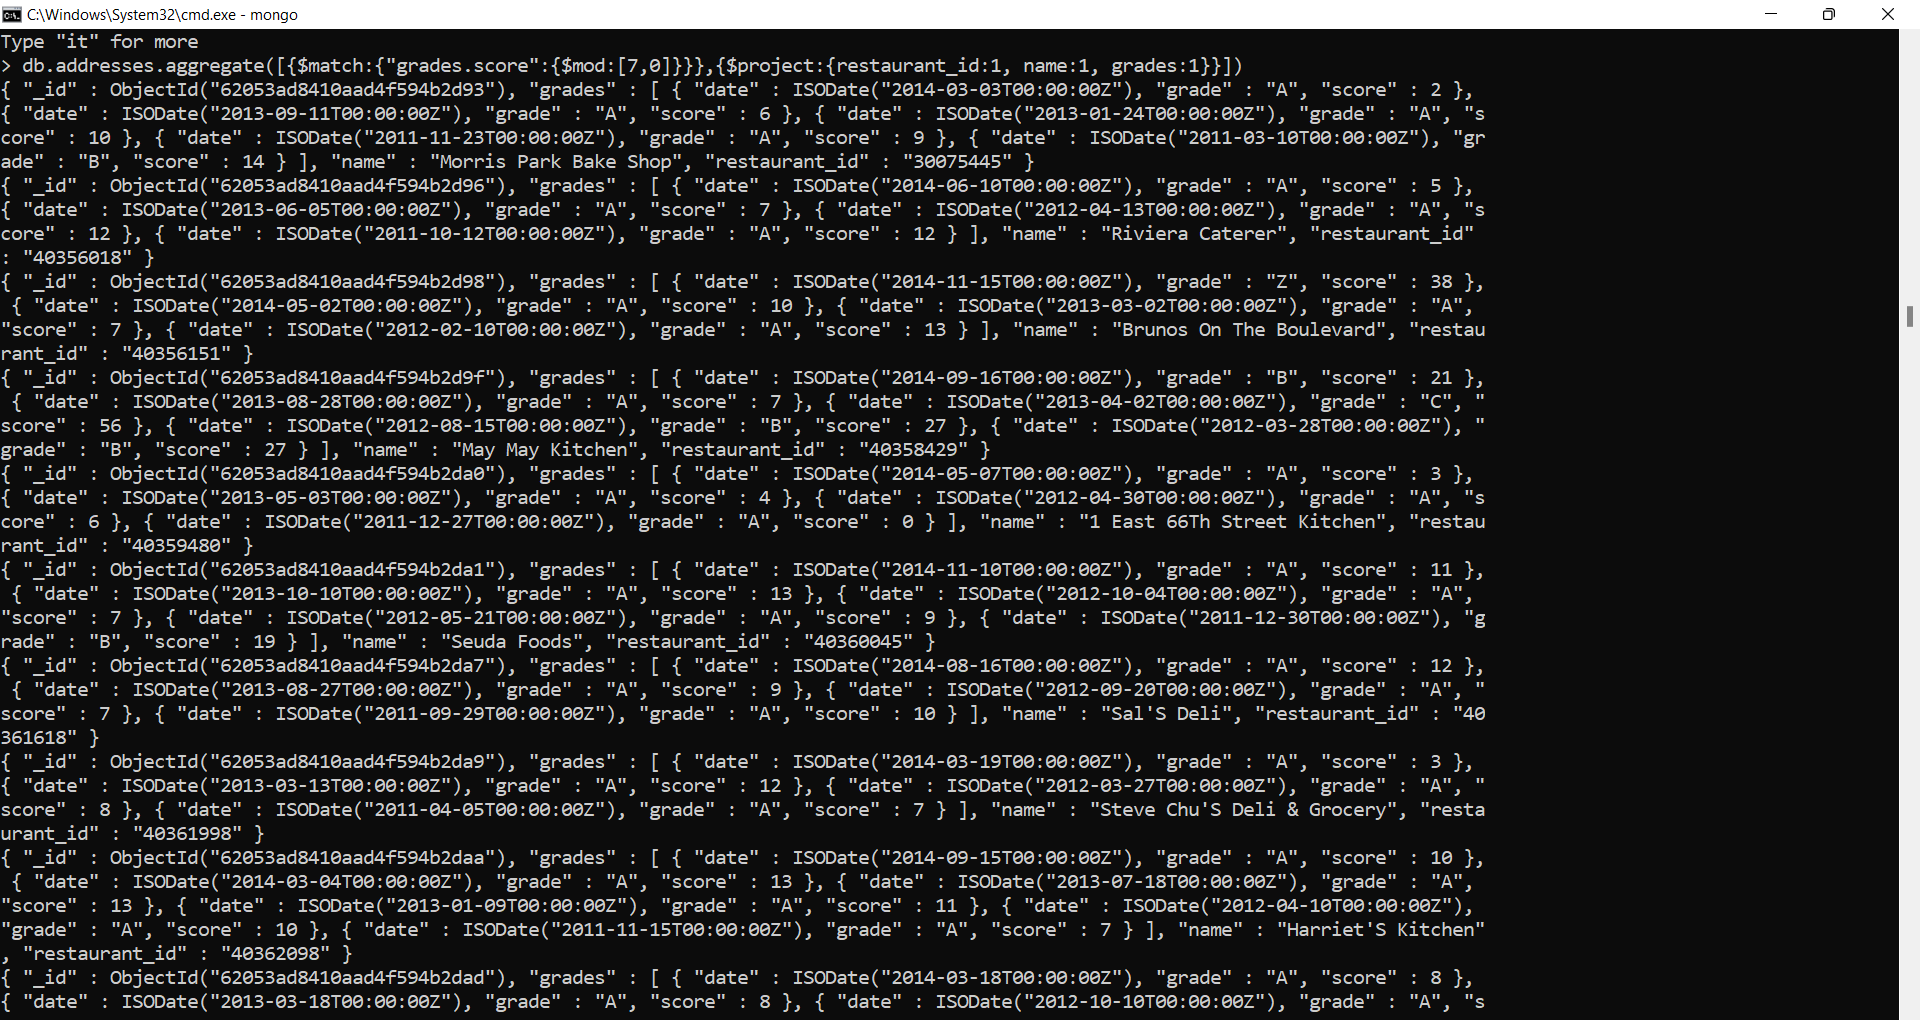 C:\Windows\System32\cmd.exe - mongo
Type "it" for more
> db.addresses.aggregate([{$match:{"grades.score":{$mod:[7,0]}}},{$project:{restaurant_id:1, name:1, grades:1}}])
{ "_id" : ObjectId("62053ad8410aad4f594b2d93"), "grades" : [ { "date" : ISODate("2014-03-03T00:00:00Z"), "grade" : "A", "score" : 2 },
{ "date" : ISODate("2013-09-11T00:00:00Z"), "grade" : "A", "score" : 6 }, { "date" : ISODate("2013-01-24T00:00:00Z"), "grade" : "A", "s
core" : 10 }, { "date" : ISODate("2011-11-23T00:00:00Z"), "grade" : "A", "score" : 9 }, { "date" : ISODate("2011-03-10T00:00:00Z"), "gr
ade" : "B", "score" : 14 } ], "name" : "Morris Park Bake Shop", "restaurant_id" : "30075445" }
{ "_id" : ObjectId("62053ad8410aad4f594b2d96"), "grades" : [ { "date" : ISODate("2014-06-10T00:00:00Z"), "grade" : "A", "score" : 5 },
{ "date" : ISODate("2013-06-05T00:00:00Z"), "grade" : "A", "score" : 7 }, { "date" : ISODate("2012-04-13T00:00:00Z"), "grade" : "A", "s
core" : 12 }, { "date" : ISODate("2011-10-12T00:00:00Z"), "grade" : "A", "score" : 12 } ], "name" : "Riviera Caterer", "restaurant_id"
: "40356018" }
{ "_id" : ObjectId("62053ad8410aad4f594b2d98"), "grades" : [ { "date" : ISODate("2014-11-15T00:00:00Z"), "grade" : "Z", "score" : 38 },
{ "date" : ISODate("2014-05-02T00:00:00Z"), "grade" : "A", "score" : 10 }, { "date" : ISODate("2013-03-02T00:00:00Z"), "grade" : "A",
"score" : 7 }, { "date" : ISODate("2012-02-10T00:00:00Z"), "grade" : "A", "score" : 13 } ], "name" : "Brunos On The Boulevard", "restau
rant_id" : "40356151" }
{ "_id" : ObjectId("62053ad8410aad4f594b2d9f"), "grades" : [ { "date" : ISODate("2014-09-16T00:00:00Z"), "grade" : "B", "score" : 21 },
{ "date" : ISODate("2013-08-28T00:00:00Z"), "grade" : "A", "score" : 7 }, { "date" : ISODate("2013-04-02T00:00:00Z"), "grade" : "C", "
score" : 56 }, { "date" : ISODate("2012-08-15T00:00:00Z"), "grade" : "B", "score" : 27 }, { "date" : ISODate("2012-03-28T00:00:00Z"), "
grade" : "B", "score" : 27 } ], "name" : "May May Kitchen", "restaurant_id" : "40358429" }
{ "_id" : ObjectId("62053ad8410aad4f594b2da0"), "grades" : [ { "date" : ISODate("2014-05-07T00:00:00Z"), "grade" : "A", "score" : 3 },
{ "date" : ISODate("2013-05-03T00:00:00Z"), "grade" : "A", "score" : 4 }, { "date" : ISODate("2012-04-30T00:00:00Z"), "grade" : "A", "s
core" : 6 }, { "date" : ISODate("2011-12-27T00:00:00Z"), "grade" : "A", "score" : 0 } ], "name" : "1 East 66Th Street Kitchen", "restau
rant_id" : "40359480" }
{ "_id" : ObjectId("62053ad8410aad4f594b2da1"), "grades" : [ { "date" : ISODate("2014-11-10T00:00:00Z"), "grade" : "A", "score" : 11 },
{ "date" : ISODate("2013-10-10T00:00:00Z"), "grade" : "A", "score" : 13 }, { "date" : ISODate("2012-10-04T00:00:00Z"), "grade" : "A",
"score" : 7 }, { "date" : ISODate("2012-05-21T00:00:00Z"), "grade" : "A", "score" : 9 }, { "date" : ISODate("2011-12-30T00:00:00Z"), "g
rade" : "B", "score" : 19 } ], "name" : "Seuda Foods", "restaurant_id" : "40360045" }
{ "_id" : ObjectId("62053ad8410aad4f594b2da7"), "grades" : [ { "date" : ISODate("2014-08-16T00:00:00Z"), "grade" : "A", "score" : 12 },
{ "date" : ISODate("2013-08-27T00:00:00Z"), "grade" : "A", "score" : 9 }, { "date" : ISODate("2012-09-20T00:00:00Z"), "grade" : "A", "
score" : 7 }, { "date" : ISODate("2011-09-29T00:00:00Z"), "grade" : "A", "score" : 10 } ], "name" : "Sal'S Deli", "restaurant_id" : "40
361618" }
{ "_id" : ObjectId("62053ad8410aad4f594b2da9"), "grades" : [ { "date" : ISODate("2014-03-19T00:00:00Z"), "grade" : "A", "score" : 3 },
{ "date" : ISODate("2013-03-13T00:00:00Z"), "grade" : "A", "score" : 12 }, { "date" : ISODate("2012-03-27T00:00:00Z"), "grade" : "A", "
score" : 8 }, { "date" : ISODate("2011-04-05T00:00:00Z"), "grade" : "A", "score" : 7 } ], "name" : "Steve Chu'S Deli & Grocery", "resta
urant_id" : "40361998" }
{ "_id" : ObjectId("62053ad8410aad4f594b2daa"), "grades" : [ { "date" : ISODate("2014-09-15T00:00:00Z"), "grade" : "A", "score" : 10 },
{ "date" : ISODate("2014-03-04T00:00:00Z"), "grade" : "A", "score" : 13 }, { "date" : ISODate("2013-07-18T00:00:00Z"), "grade" : "A",
"score" : 13 }, { "date" : ISODate("2013-01-09T00:00:00Z"), "grade" : "A", "score" : 11 }, { "date" : ISODate("2012-04-10T00:00:00Z"),
"grade" : "A", "score" : 10 }, { "date" : ISODate("2011-11-15T00:00:00Z"), "grade" : "A", "score" : 7 } ], "name" : "Harriet'S Kitchen"
, "restaurant_id" : "40362098" }
{ "_id" : ObjectId("62053ad8410aad4f594b2dad"), "grades" : [ { "date" : ISODate("2014-03-18T00:00:00Z"), "grade" : "A", "score" : 8 },
{ "date" : ISODate("2013-03-18T00:00:00Z"), "grade" : "A", "score" : 8 }, { "date" : ISODate("2012-10-10T00:00:00Z"), "grade" : "A", "s